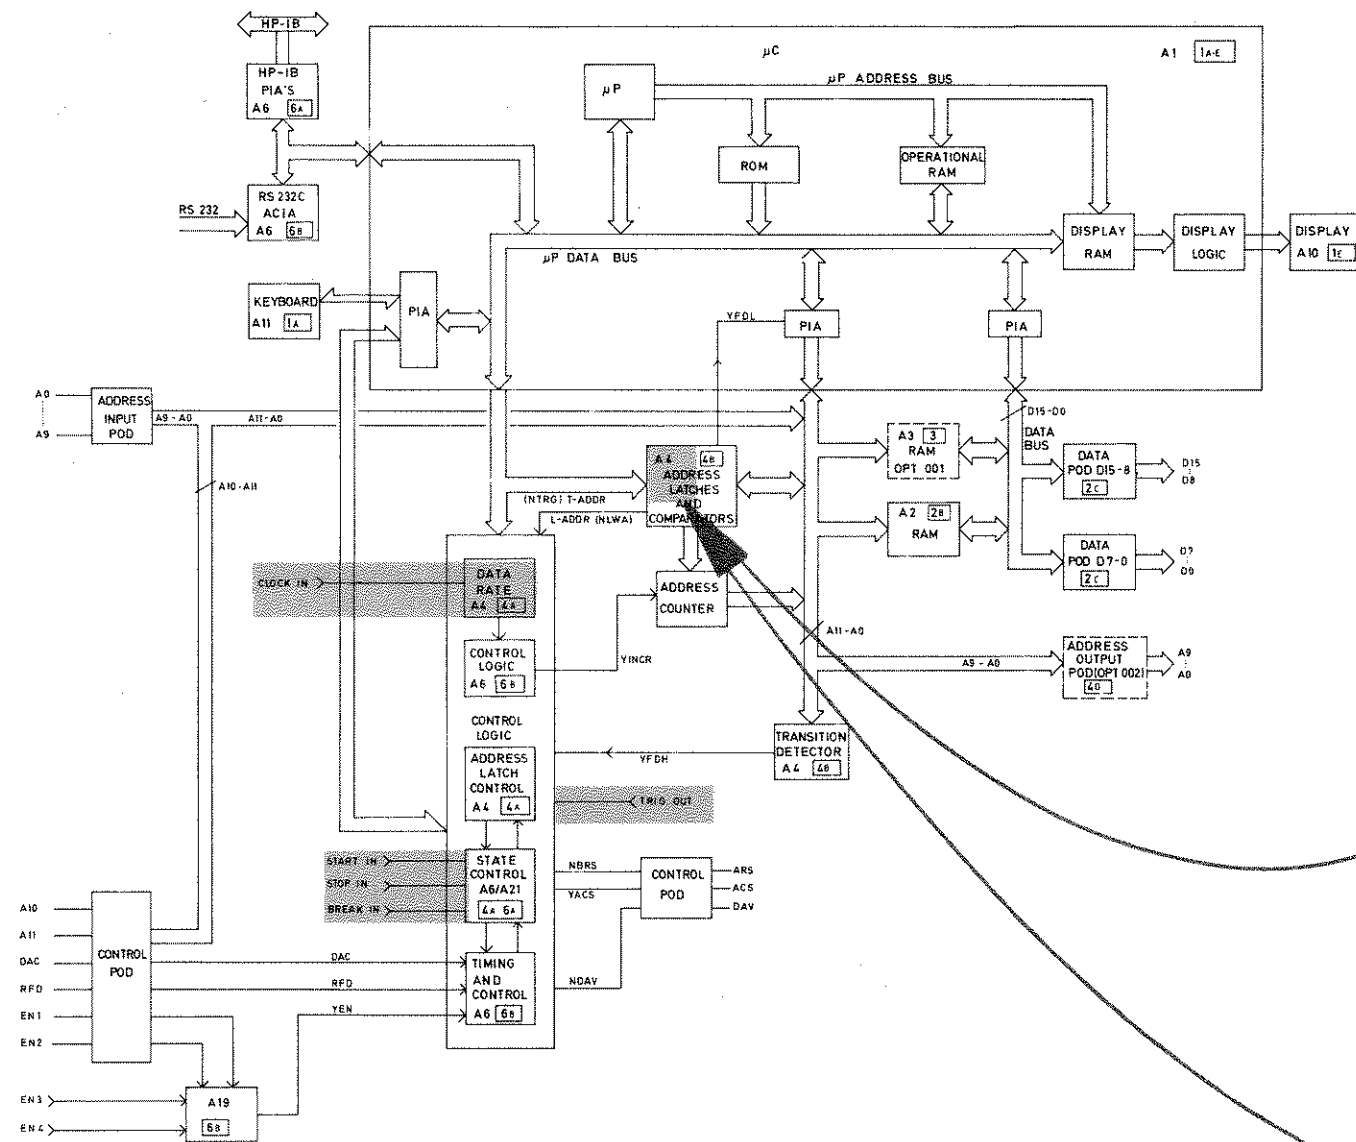 HP-IB
HP-IB
PIA'S
A6 6A
μC
A1 1A-E
μP
μP ADDRESS BUS
ROM
OPERATIONAL
RAM
RS 232
RS 232C
ACIA
A6 6B
μP DATA BUS
DISPLAY
RAM
DISPLAY
LOGIC
DISPLAY
A10 1E
KEYBOARD
A11 1A
PIA
YFDL
PIA
PIA
A0
A9
ADDRESS
INPUT
POD
A9-A0
A11-A0
A10-A11
D15-D0
DATA
BUS
A3 3
RAM
OPT 001
DATA
POD D15-8
2C
D15
D8
A4 4B
ADDRESS
LATCHES
AND
COMPARITORS
(NTRG) T-ADDR
L-ADDR (NLWA)
A2 2B
RAM
DATA
POD D7-0
2C
D7
D0
CLOCK IN
DATA
RATE
A4 4A
ADDRESS
COUNTER
CONTROL
LOGIC
A6 6B
YINCR
A11-A0
A9-A0
ADDRESS
OUTPUT
POD(OPT 002)
4D
A9
A0
CONTROL
LOGIC
ADDRESS
LATCH
CONTROL
A4 4A
YFDH
TRANSITION
DETECTOR
A4 4B
TRIG OUT
START IN
STOP IN
BREAK IN
STATE
CONTROL
A6/A21
4A 6A
NBRS
YACS
NDAV
CONTROL
POD
ARS
ACS
DAV
A10
A11
DAC
RFD
EN1
EN2
CONTROL
POD
DAC
RFD
YEN
TIMING
AND
CONTROL
A6 6B
EN3
EN4
A19
6B